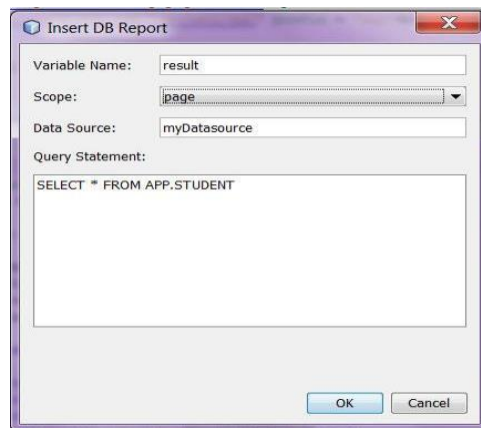 Insert DB Report
Variable Name: result
Scope: page
Data Source: myDatasource
Query Statement:
SELECT * FROM APP.STUDENT
OK Cancel